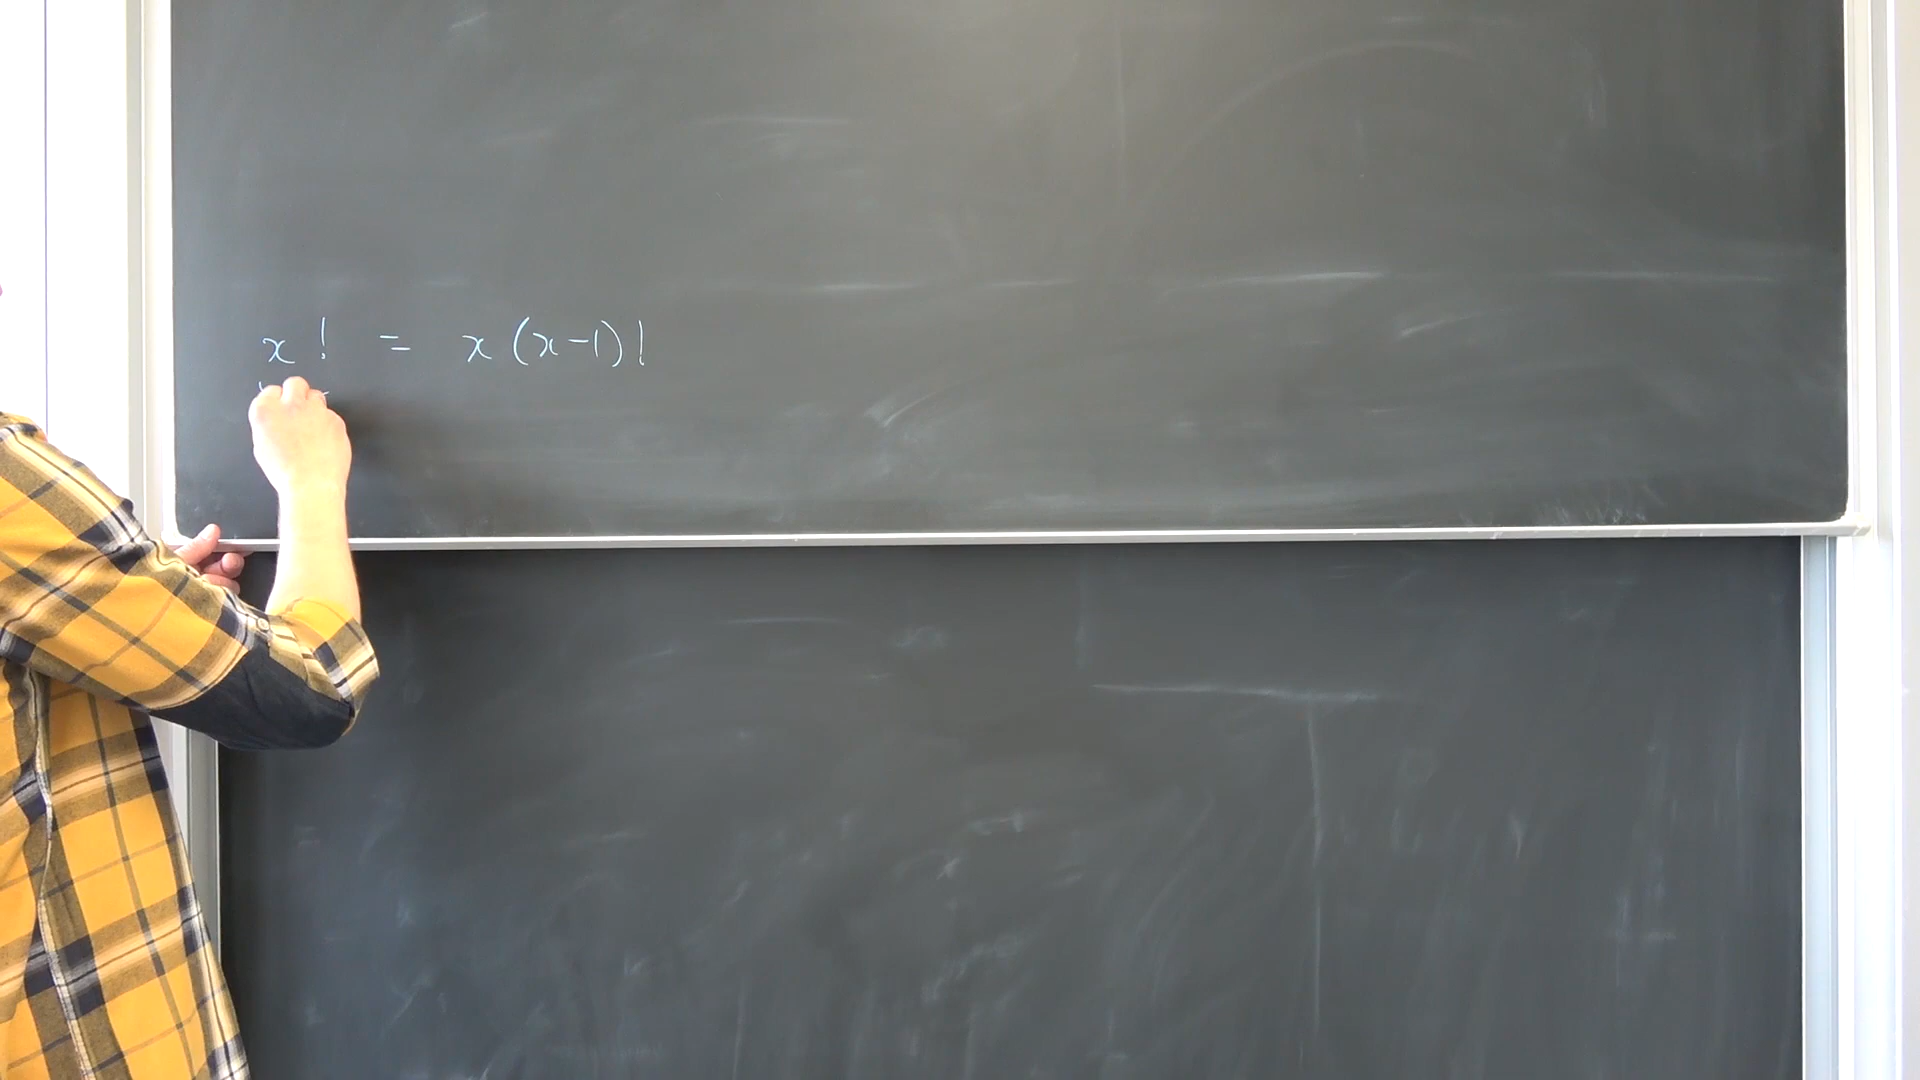 x! = x(x-1)!